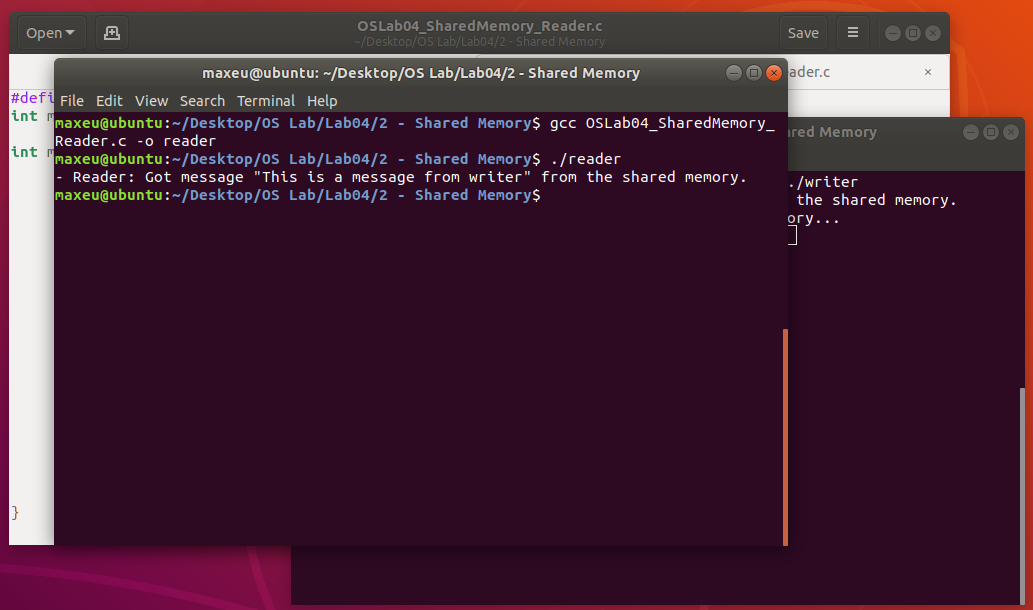 Open
OSLab04_SharedMemory_Reader.c
~/Desktop/OS Lab/Lab04/2 - Shared Memory
Save
ader.c
#defi
int m
int m
}
maxeu@ubuntu: ~/Desktop/OS Lab/Lab04/2 - Shared Memory
File Edit View Search Terminal Help
maxeu@ubuntu:~/Desktop/OS Lab/Lab04/2 - Shared Memory$ gcc OSLab04_SharedMemory_
Reader.c -o reader
maxeu@ubuntu:~/Desktop/OS Lab/Lab04/2 - Shared Memory$ ./reader
- Reader: Got message "This is a message from writer" from the shared memory.
maxeu@ubuntu:~/Desktop/OS Lab/Lab04/2 - Shared Memory$
ared Memory
./writer
the shared memory.
ory...